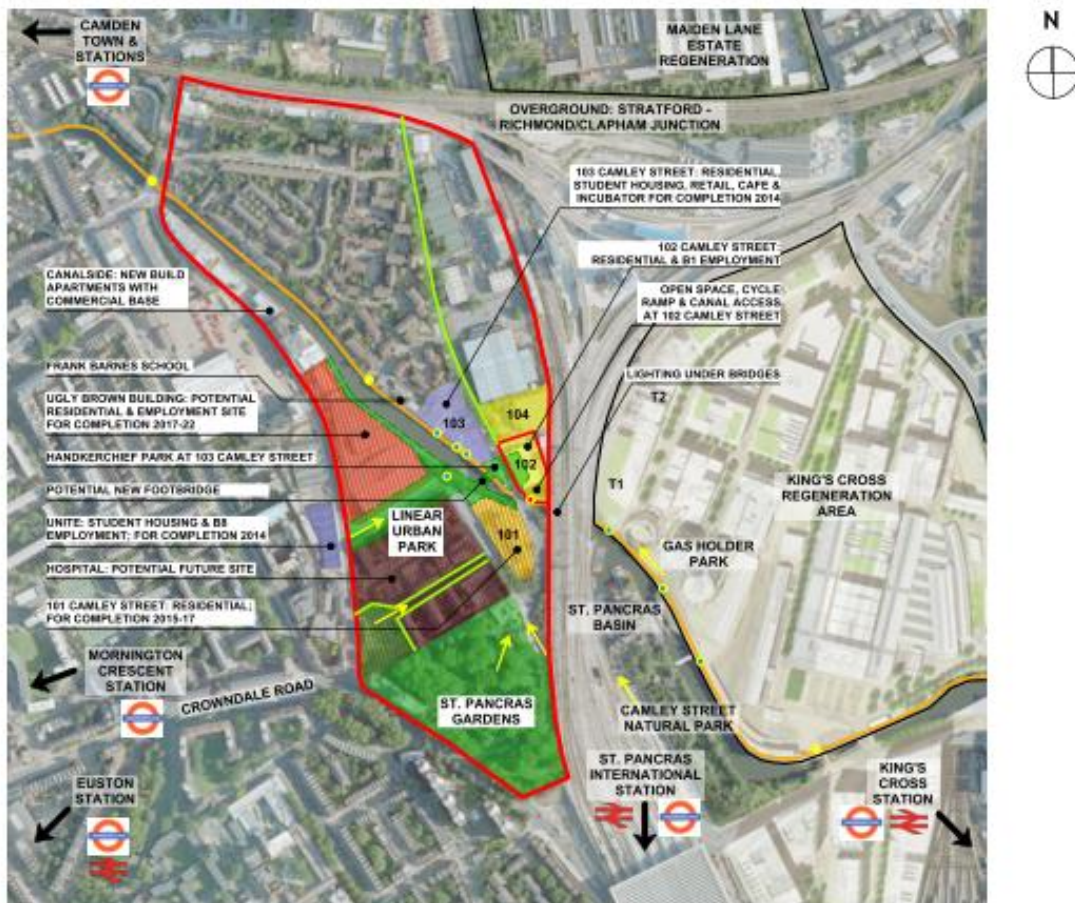 N
CAMDEN
TOWN &
STATIONS
MAIDEN LANE
ESTATE
REGENERATION
OVERGROUND: STRATFORD -
RICHMOND/CLAPHAM JUNCTION
103 CAMLEY STREET: RESIDENTIAL,
STUDENT HOUSING, RETAIL, CAFE &
INCUBATOR FOR COMPLETION 2014
102 CAMLEY STREET:
RESIDENTIAL & B1 EMPLOYMENT
OPEN SPACE, CYCLE
RAMP & CANAL ACCESS
AT 102 CAMLEY STREET
LIGHTING UNDER BRIDGES
CANALSIDE: NEW BUILD
APARTMENTS WITH
COMMERCIAL BASE
FRANK BARNES SCHOOL
UGLY BROWN BUILDING: POTENTIAL
RESIDENTIAL & EMPLOYMENT SITE
FOR COMPLETION 2017-22
HANDKERCHIEF PARK AT 103 CAMLEY STREET
POTENTIAL NEW FOOTBRIDGE
UNITE: STUDENT HOUSING & B8
EMPLOYMENT; FOR COMPLETION 2014
HOSPITAL: POTENTIAL FUTURE SITE
101 CAMLEY STREET: RESIDENTIAL;
FOR COMPLETION 2015-17
103
104
102
101
T2
T1
LINEAR
URBAN
PARK
KING'S CROSS
REGENERATION
AREA
GAS HOLDER
PARK
ST. PANCRAS
BASIN
MORNINGTON
CRESCENT
STATION
CROWNDALE ROAD
ST. PANCRAS
GARDENS
CAMLEY STREET
NATURAL PARK
EUSTON
STATION
ST. PANCRAS
INTERNATIONAL
STATION
KING'S
CROSS
STATION